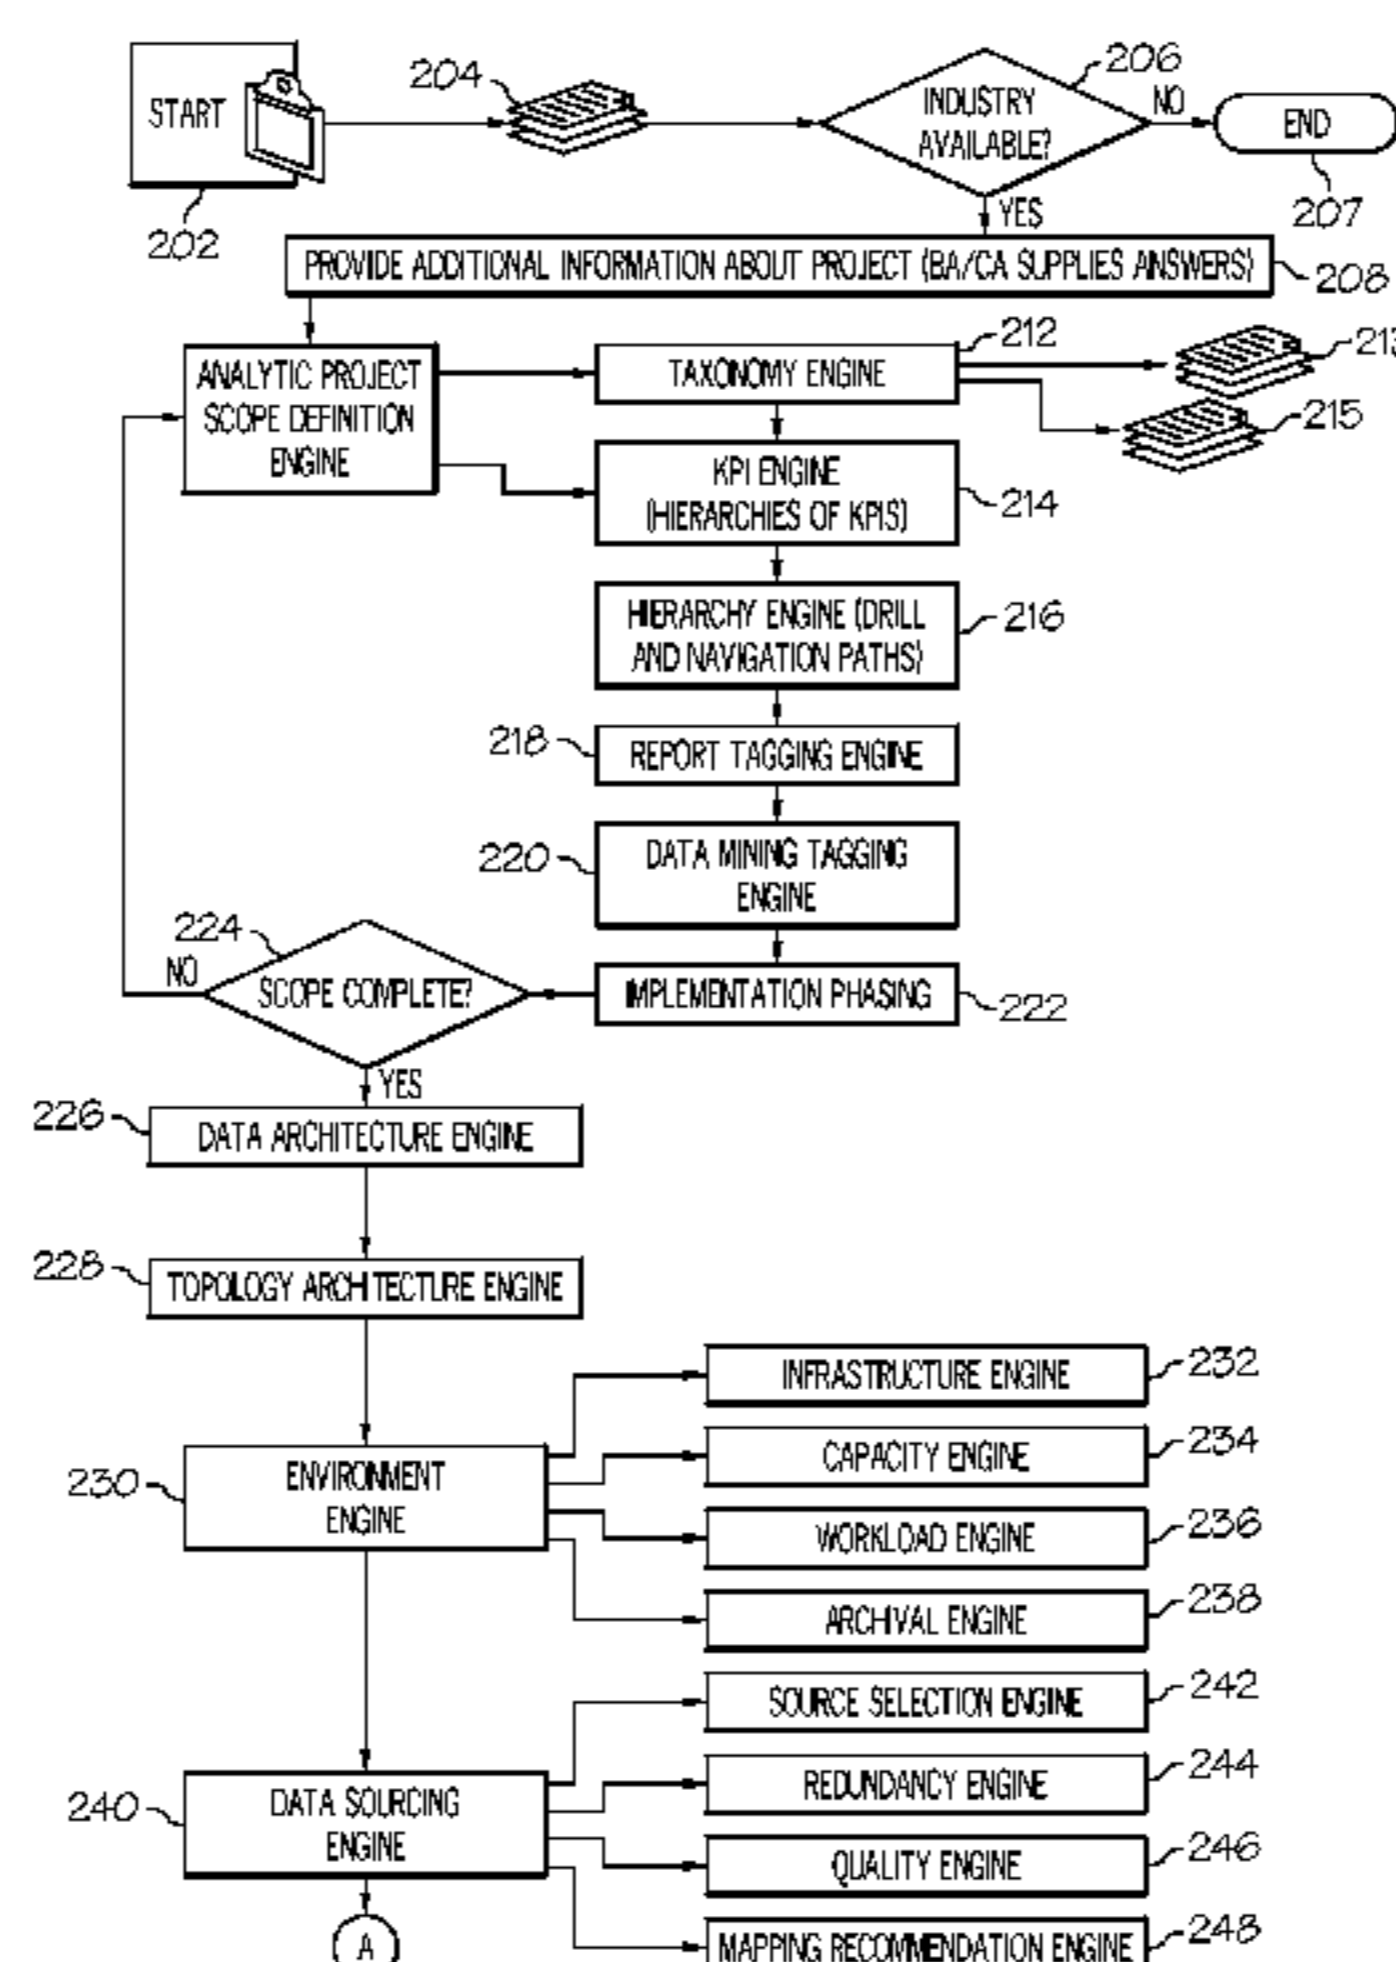 START
202
204
INDUSTRY
AVAILABLE?
206
NO
END
207
YES
PROVIDE ADDITIONAL INFORMATION ABOUT PROJECT (BA/CA SUPPLIES ANSWERS)
208
ANALYTIC PROJECT
SCOPE DEFINITION
ENGINE
TAXONOMY ENGINE
212
213
215
KPI ENGINE
(HIERARCHIES OF KPIS)
214
HIERARCHY ENGINE (DRILL
AND NAVIGATION PATHS)
216
218
REPORT TAGGING ENGINE
220
DATA MINING TAGGING
ENGINE
224
NO
SCOPE COMPLETE?
IMPLEMENTATION PHASING
222
YES
226
DATA ARCHITECTURE ENGINE
228
TOPOLOGY ARCHITECTURE ENGINE
INFRASTRUCTURE ENGINE
232
230
ENVIRONMENT
ENGINE
CAPACITY ENGINE
234
WORKLOAD ENGINE
236
ARCHIVAL ENGINE
238
SOURCE SELECTION ENGINE
242
240
DATA SOURCING
ENGINE
REDUNDANCY ENGINE
244
QUALITY ENGINE
246
A
MAPPING RECOMMENDATION ENGINE
248